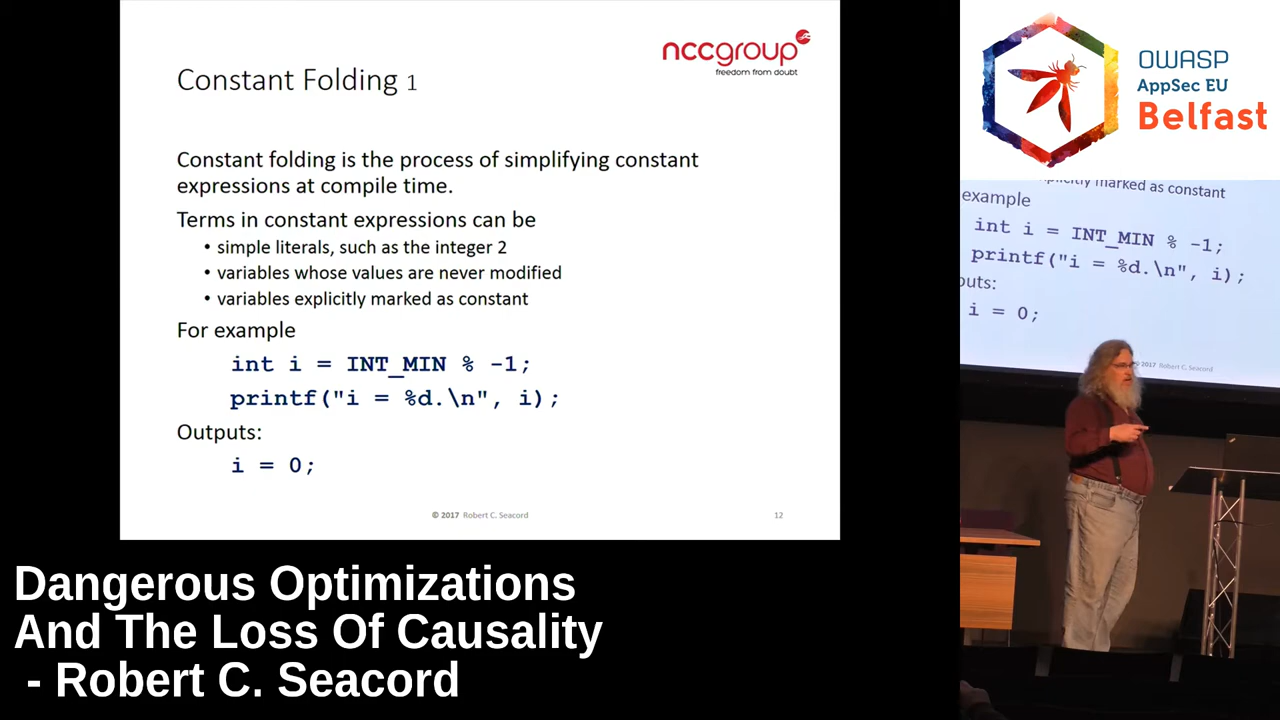 nccgroup
freedom from doubt
Constant Folding 1
Constant folding is the process of simplifying constant
expressions at compile time.
Terms in constant expressions can be
• simple literals, such as the integer 2
• variables whose values are never modified
• variables explicitly marked as constant
For example
int i = INT_MIN % -1;
printf("i = %d.\n", i);
Outputs:
i = 0;
© 2017 Robert C. Seacord
12
OWASP
AppSec EU
Belfast
marked as constant
example
int i = INT_MIN % -1;
printf("i = %d.\n", i);
puts:
i = 0;
© 2017 Robert C. Seacord
Dangerous Optimizations
And The Loss Of Causality
- Robert C. Seacord